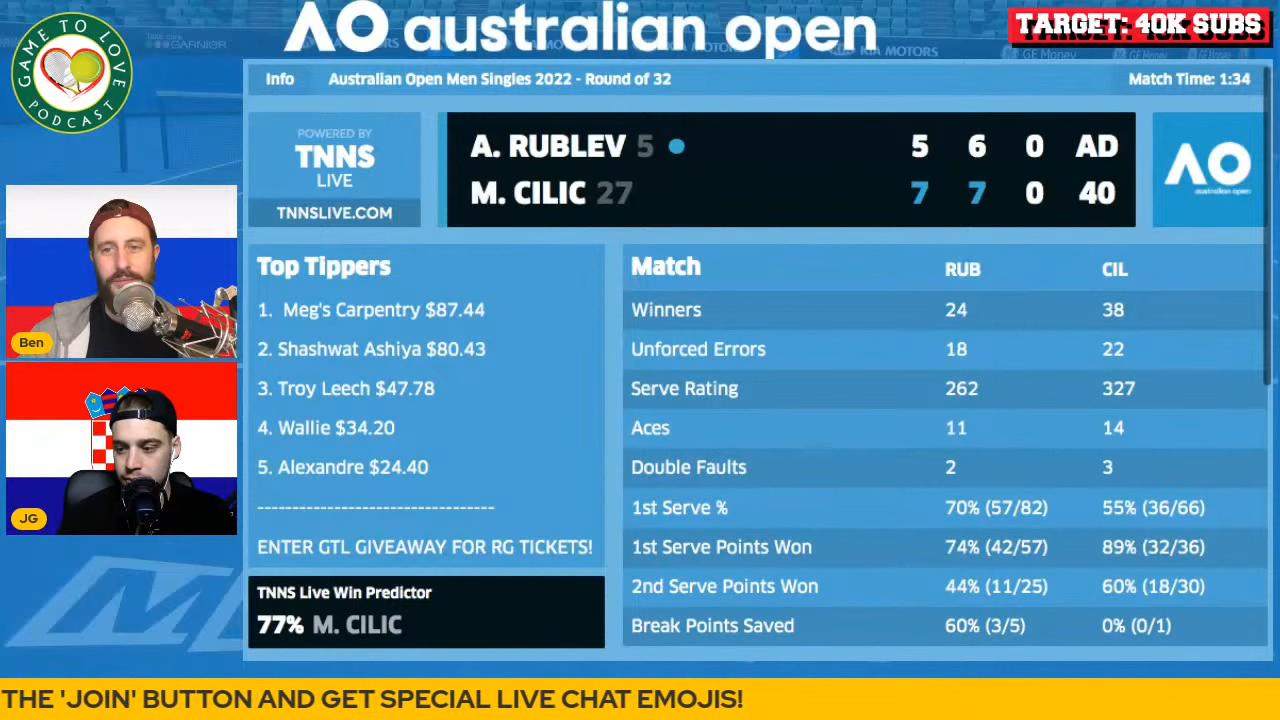 GAME TO LOVE
PODCAST
australian open
TARGET: 40K SUBS
Info
Australian Open Men Singles 2022 - Round of 32
Match Time: 1:34
POWERED BY
TNNS
LIVE
TNNSLIVE.COM
A. RUBLEV 5 5 6 0 AD
M. CILIC 27 7 7 0 40
AO
australian open
Ben
JG
Top Tippers
1. Meg's Carpentry $87.44
2. Shashwat Ashiya $80.43
3. Troy Leech $47.78
4. Wallie $34.20
5. Alexandre $24.40
----------------------------------
ENTER GTL GIVEAWAY FOR RG TICKETS!
TNNS Live Win Predictor
77% M. CILIC
Match RUB CIL
Winners 24 38
Unforced Errors 18 22
Serve Rating 262 327
Aces 11 14
Double Faults 2 3
1st Serve % 70% (57/82) 55% (36/66)
1st Serve Points Won 74% (42/57) 89% (32/36)
2nd Serve Points Won 44% (11/25) 60% (18/30)
Break Points Saved 60% (3/5) 0% (0/1)
THE 'JOIN' BUTTON AND GET SPECIAL LIVE CHAT EMOJIS!